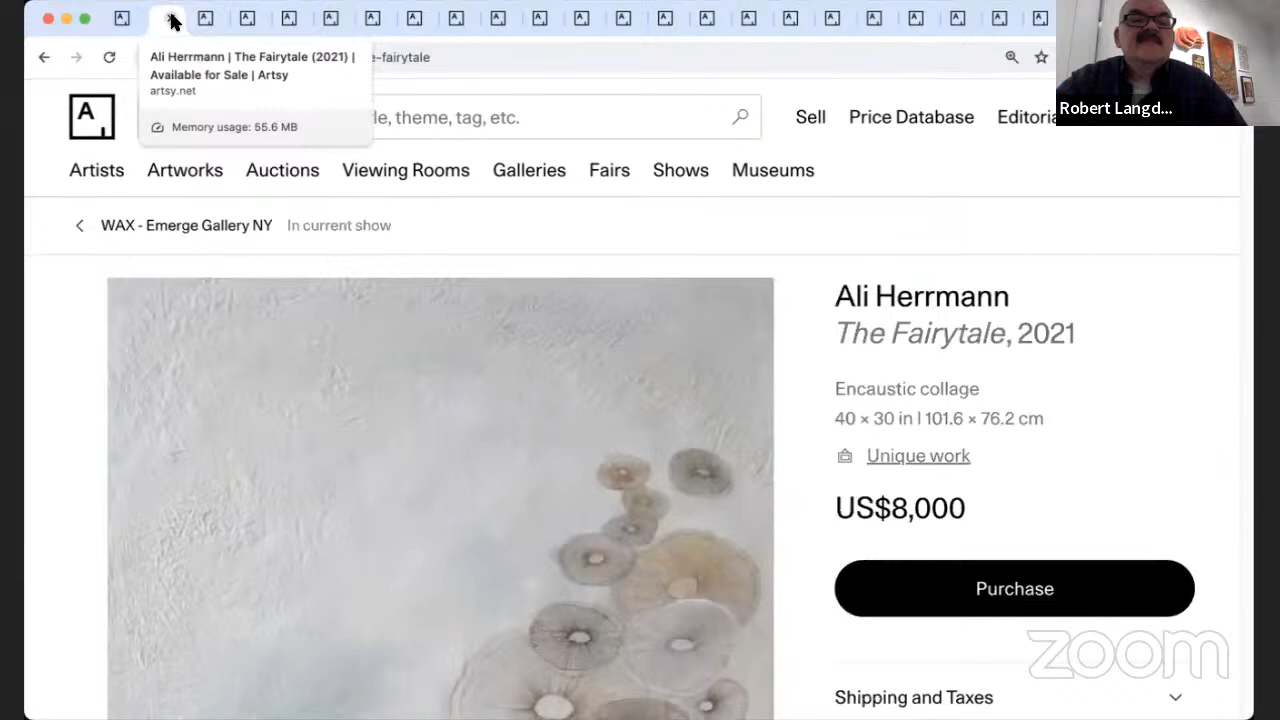 Ali Herrmann | The Fairytale (2021) |
Available for Sale | Artsy
artsy.net
Memory usage: 55.6 MB
e-fairytale
Robert Langd...
A
le, theme, tag, etc.
Sell
Price Database
Editoria
Artists
Artworks
Auctions
Viewing Rooms
Galleries
Fairs
Shows
Museums
WAX - Emerge Gallery NY
In current show
Ali Herrmann
The Fairytale, 2021
Encaustic collage
40 × 30 in | 101.6 × 76.2 cm
Unique work
US$8,000
Purchase
zoom
Shipping and Taxes